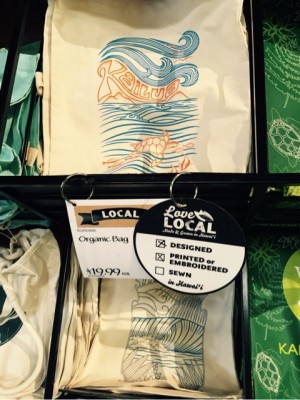 Kailua
LOCAL
Organic Bag
$19.99
Love
LOCAL
Made & Grown in Hawai'i
DESIGNED
PRINTED or
EMBROIDERED
SEWN
in Hawai'i
KA